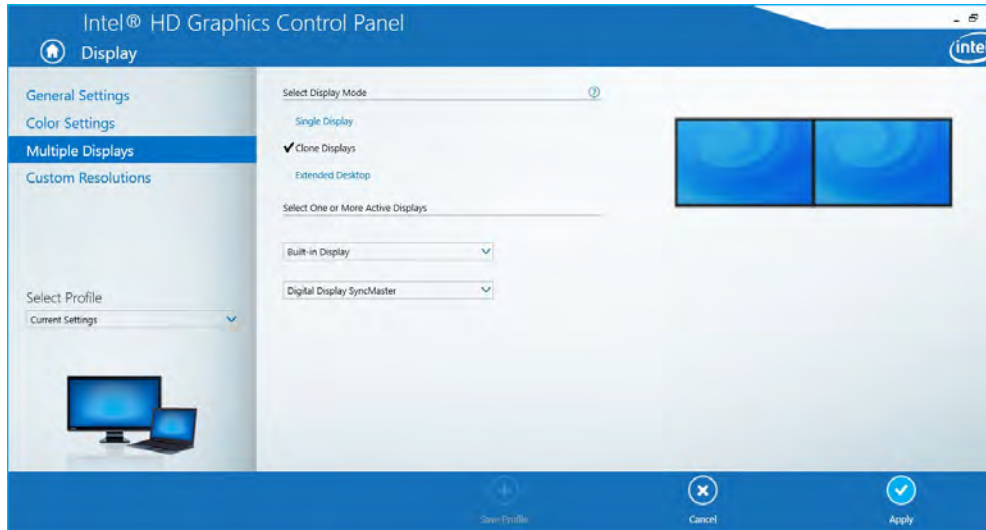 Intel® HD Graphics Control Panel
Display
intel
General Settings
Color Settings
Multiple Displays
Custom Resolutions
Select Profile
Current Settings
Select Display Mode
Single Display
✔Clone Displays
Extended Desktop
Select One or More Active Displays
Built-in Display
Digital Display SyncMaster
Save Profile
Cancel
Apply